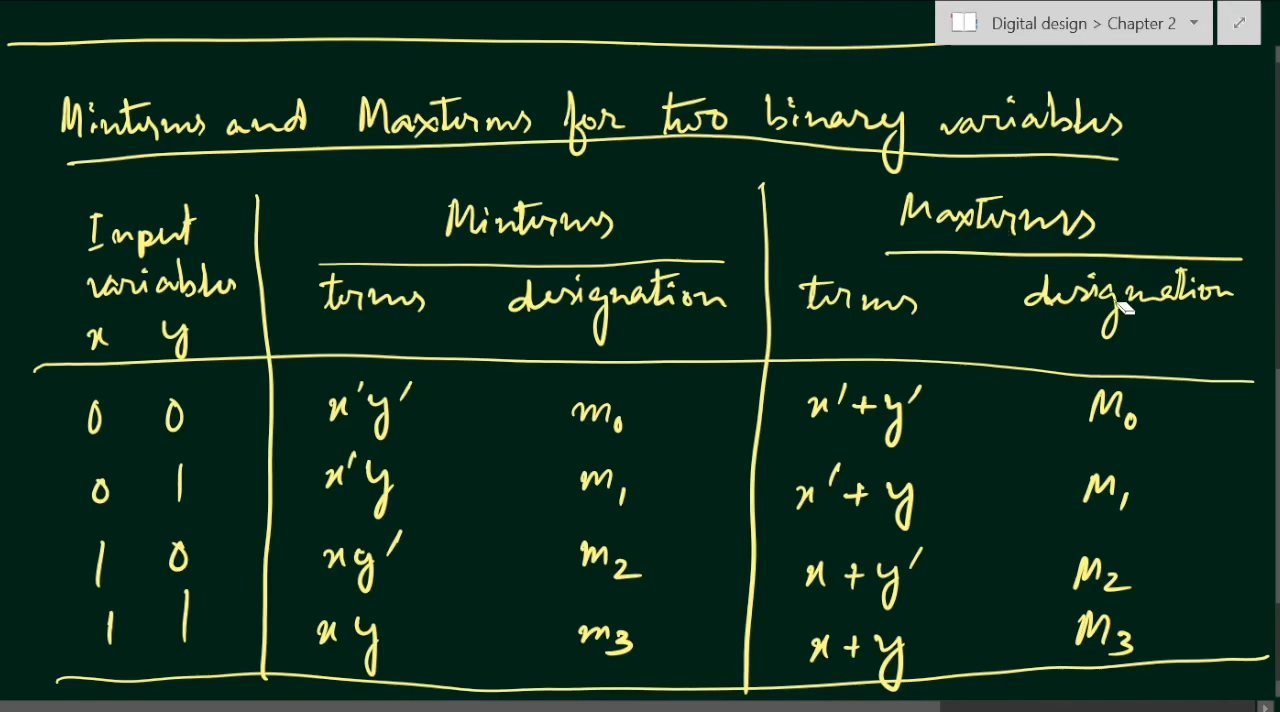 Digital design > Chapter 2
Minterms and Maxterms for two binary variables
Input variables Minterms Maxterms
x y terms designation terms designation
0 0 x'y' m₀ x'+y' M₀
0 1 x'y m₁ x'+y M₁
1 0 xy' m₂ x+y' M₂
1 1 xy m₃ x+y M₃